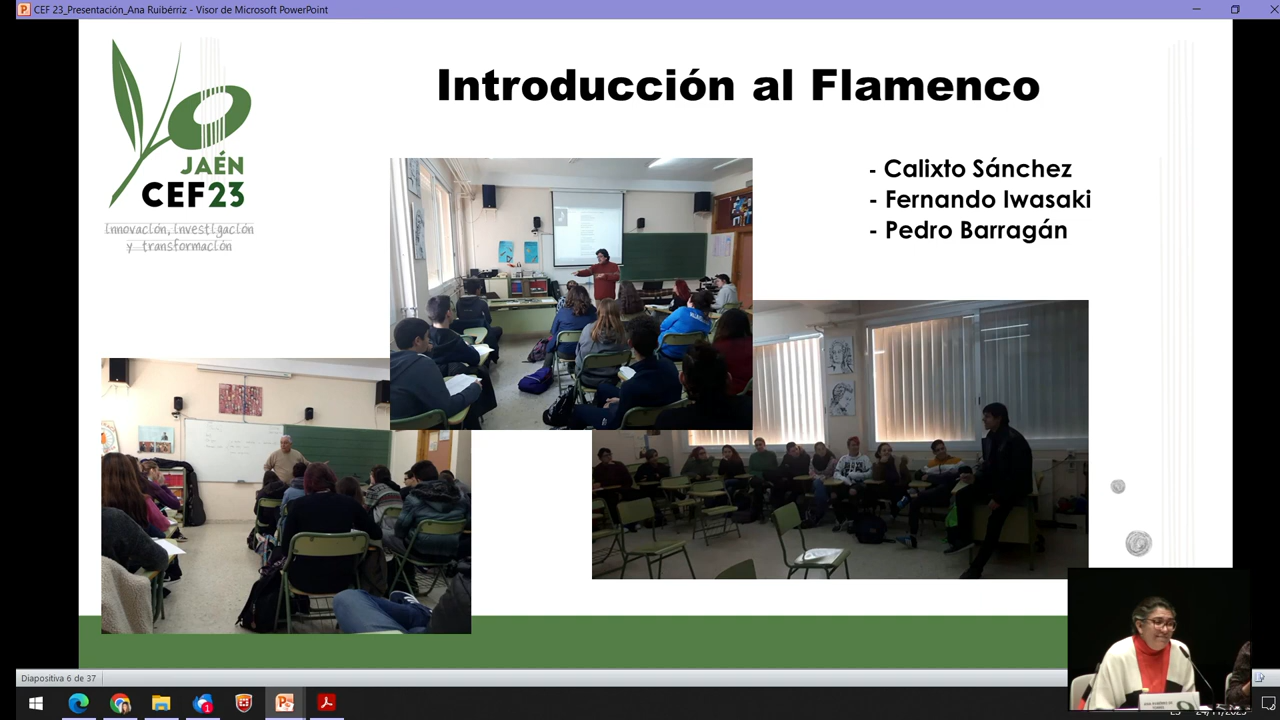 CEF 23_Presentación_Ana Ruibérriz - Visor de Microsoft PowerPoint
Introducción al Flamenco
JAÉN
CEF23
Innovación, investigación
y transformación
- Calixto Sánchez
- Fernando Iwasaki
- Pedro Barragán
Diapositiva 6 de 37